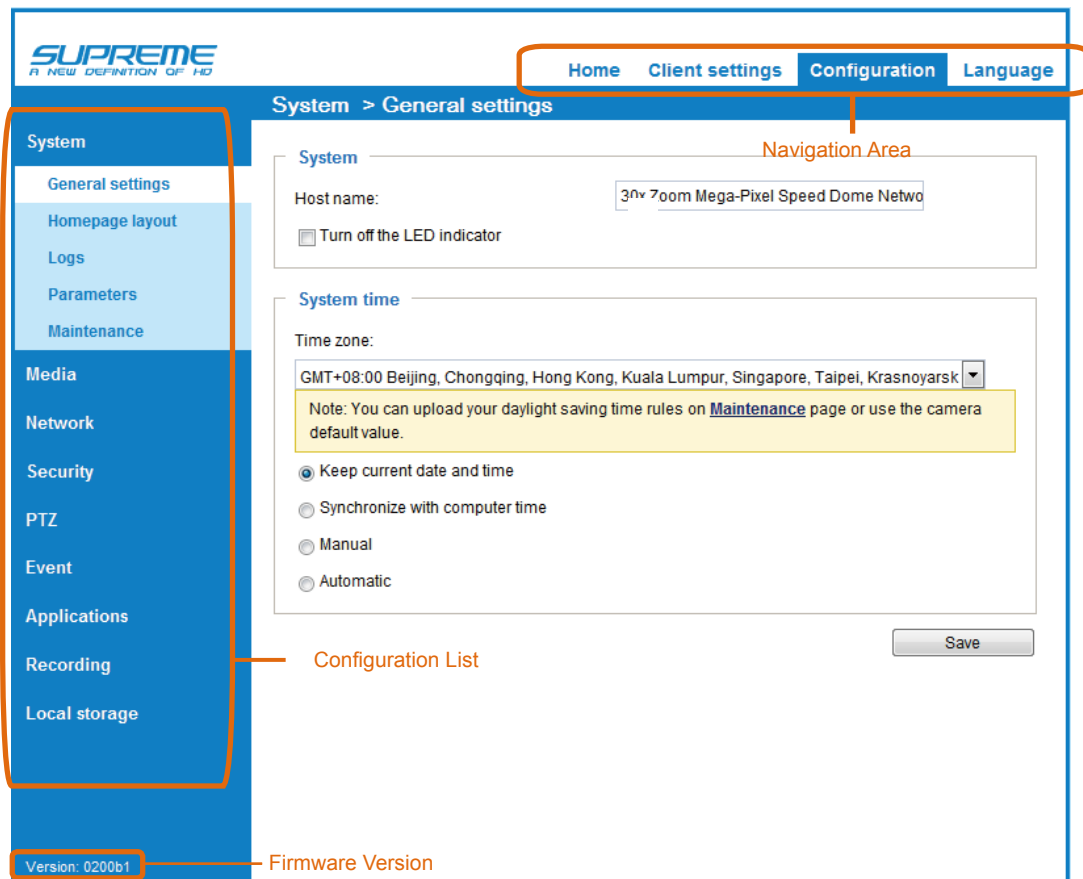 SUPREME
A NEW DEFINITION OF HD
Home Client settings Configuration Language
System > General settings
Navigation Area
System
General settings
Homepage layout
Logs
Parameters
Maintenance
Media
Network
Security
PTZ
Event
Applications
Recording
Local storage
System
Host name: 30x Zoom Mega-Pixel Speed Dome Netwo
Turn off the LED indicator
System time
Time zone:
GMT+08:00 Beijing, Chongqing, Hong Kong, Kuala Lumpur, Singapore, Taipei, Krasnoyarsk
Note: You can upload your daylight saving time rules on Maintenance page or use the camera
default value.
Keep current date and time
Synchronize with computer time
Manual
Automatic
Save
Configuration List
Version: 0200b1
Firmware Version